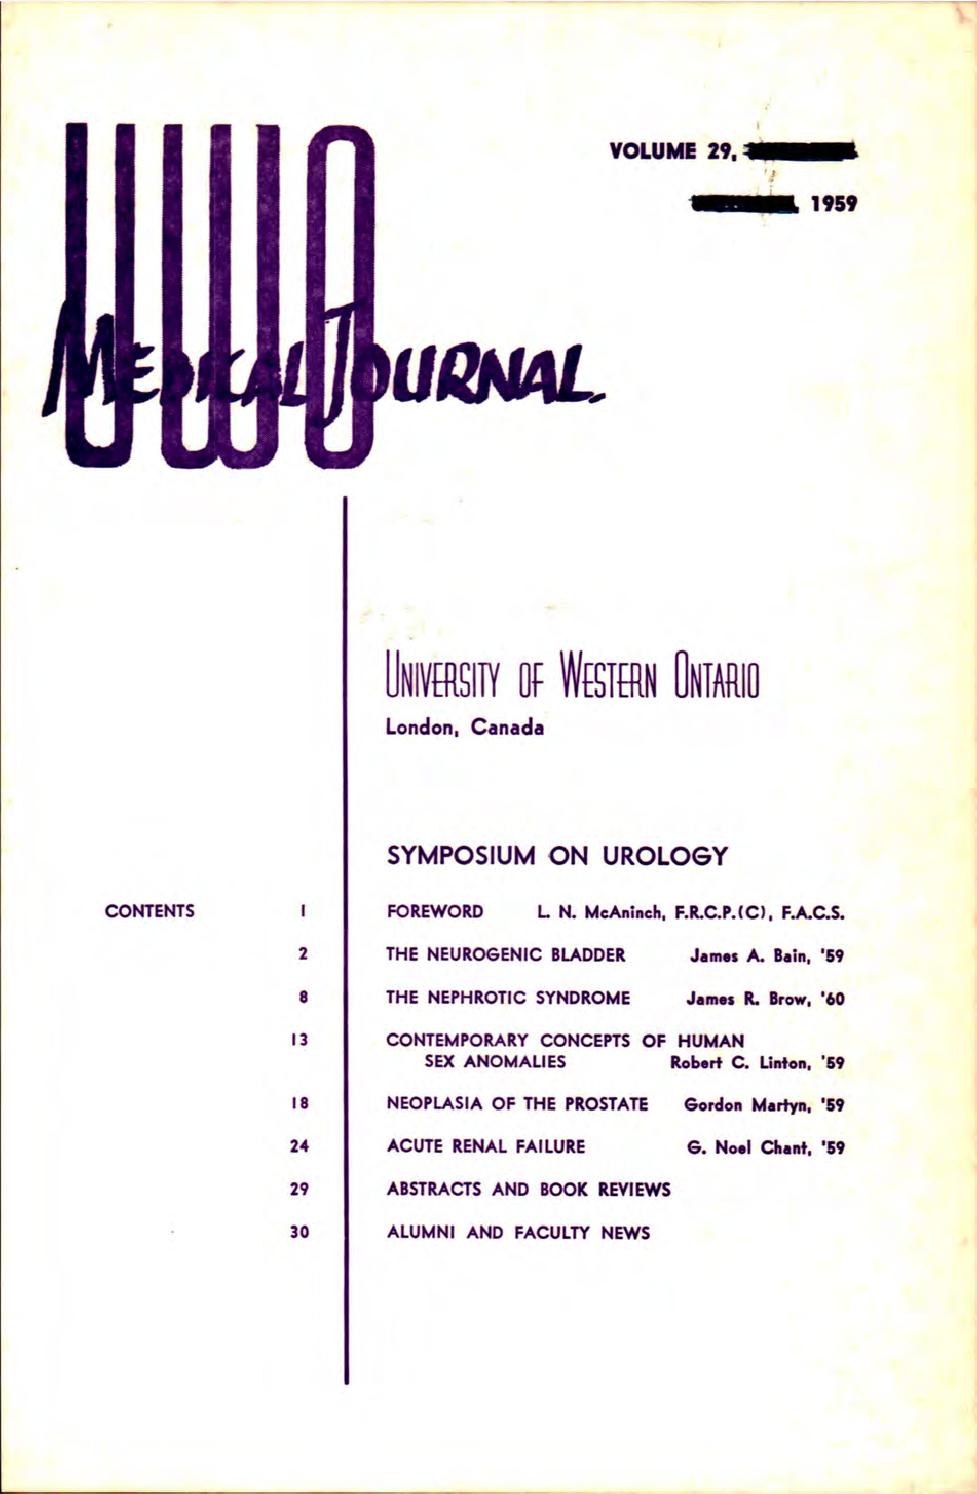 UWO
MEDICAL JOURNAL.
VOLUME 29,
, 1959
UNIVERSITY OF WESTERN ONTARIO
London, Canada
SYMPOSIUM ON UROLOGY
CONTENTS 1 FOREWORD L. N. McAninch, F.R.C.P.(C), F.A.C.S.
2 THE NEUROGENIC BLADDER James A. Bain, '59
8 THE NEPHROTIC SYNDROME James R. Brow, '60
13 CONTEMPORARY CONCEPTS OF HUMAN
SEX ANOMALIES Robert C. Linton, '59
18 NEOPLASIA OF THE PROSTATE Gordon Martyn, '59
24 ACUTE RENAL FAILURE G. Noel Chant, '59
29 ABSTRACTS AND BOOK REVIEWS
30 ALUMNI AND FACULTY NEWS